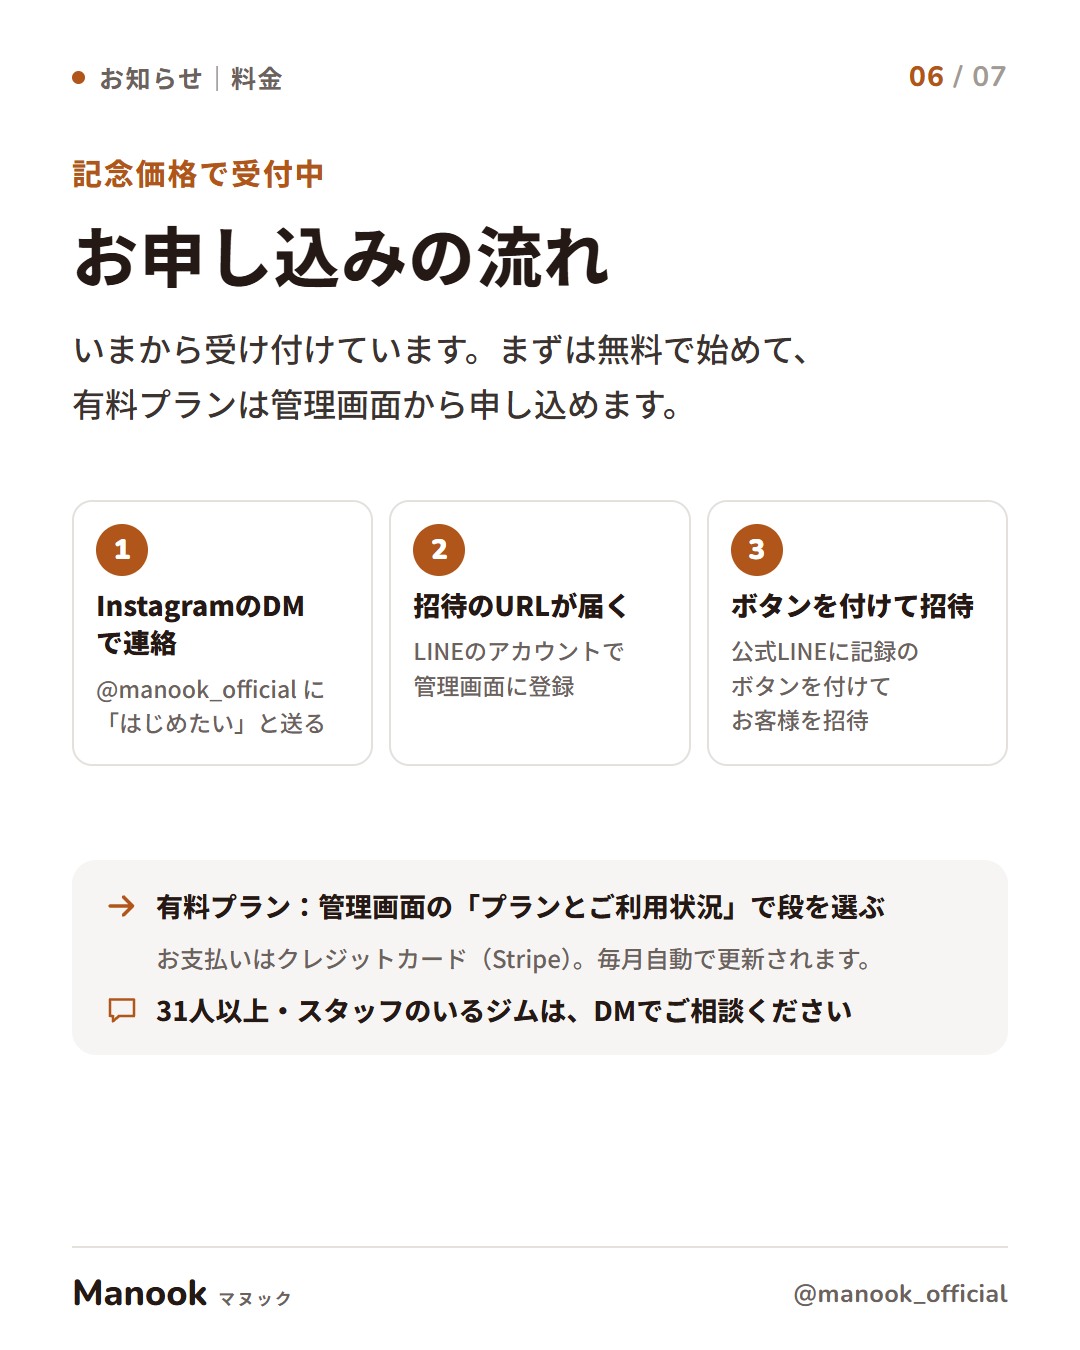 お知らせ｜料金
06 / 07
記念価格で受付中
お申し込みの流れ
いまから受け付けています。まずは無料で始めて、
有料プランは管理画面から申し込めます。
1
InstagramのDM
で連絡
@manook_official に
「はじめたい」と送る
2
招待のURLが届く
LINEのアカウントで
管理画面に登録
3
ボタンを付けて招待
公式LINEに記録の
ボタンを付けて
お客様を招待
有料プラン：管理画面の「プランとご利用状況」で段を選ぶ
お支払いはクレジットカード（Stripe）。毎月自動で更新されます。
31人以上・スタッフのいるジムは、DMでご相談ください
Manook マヌック
@manook_official